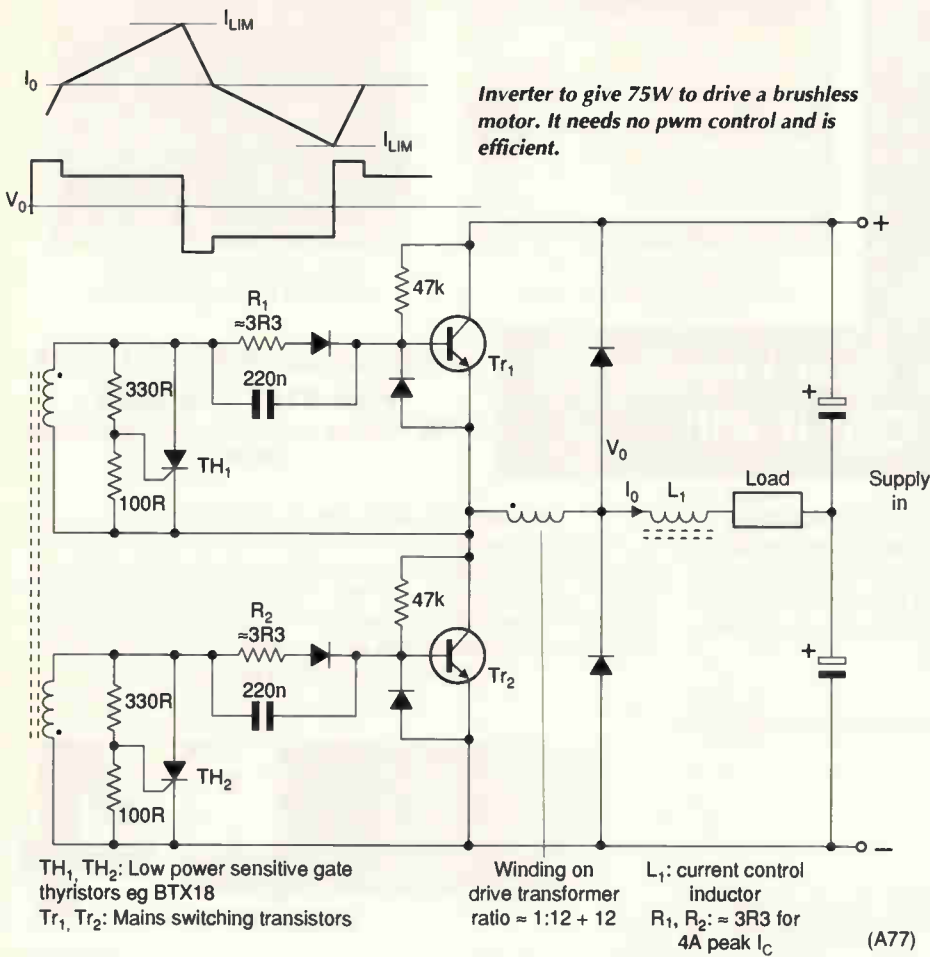 I_LIM
I_0
Inverter to give 75W to drive a brushless
motor. It needs no pwm control and is
efficient.
I_LIM
V_0
+
R_1
≈3R3
47k
330R
220n
Tr_1
+
TH_1
V_0
100R
I_0
L_1
Load
Supply
in
R_2
≈3R3
47k
+
330R
220n
Tr_2
TH_2
100R
−
TH_1, TH_2: Low power sensitive gate
thyristors eg BTX18
Tr_1, Tr_2: Mains switching transistors
Winding on
drive transformer
ratio ≈ 1:12 + 12
L_1: current control
inductor
R_1, R_2: ≈ 3R3 for
4A peak I_C
(A77)